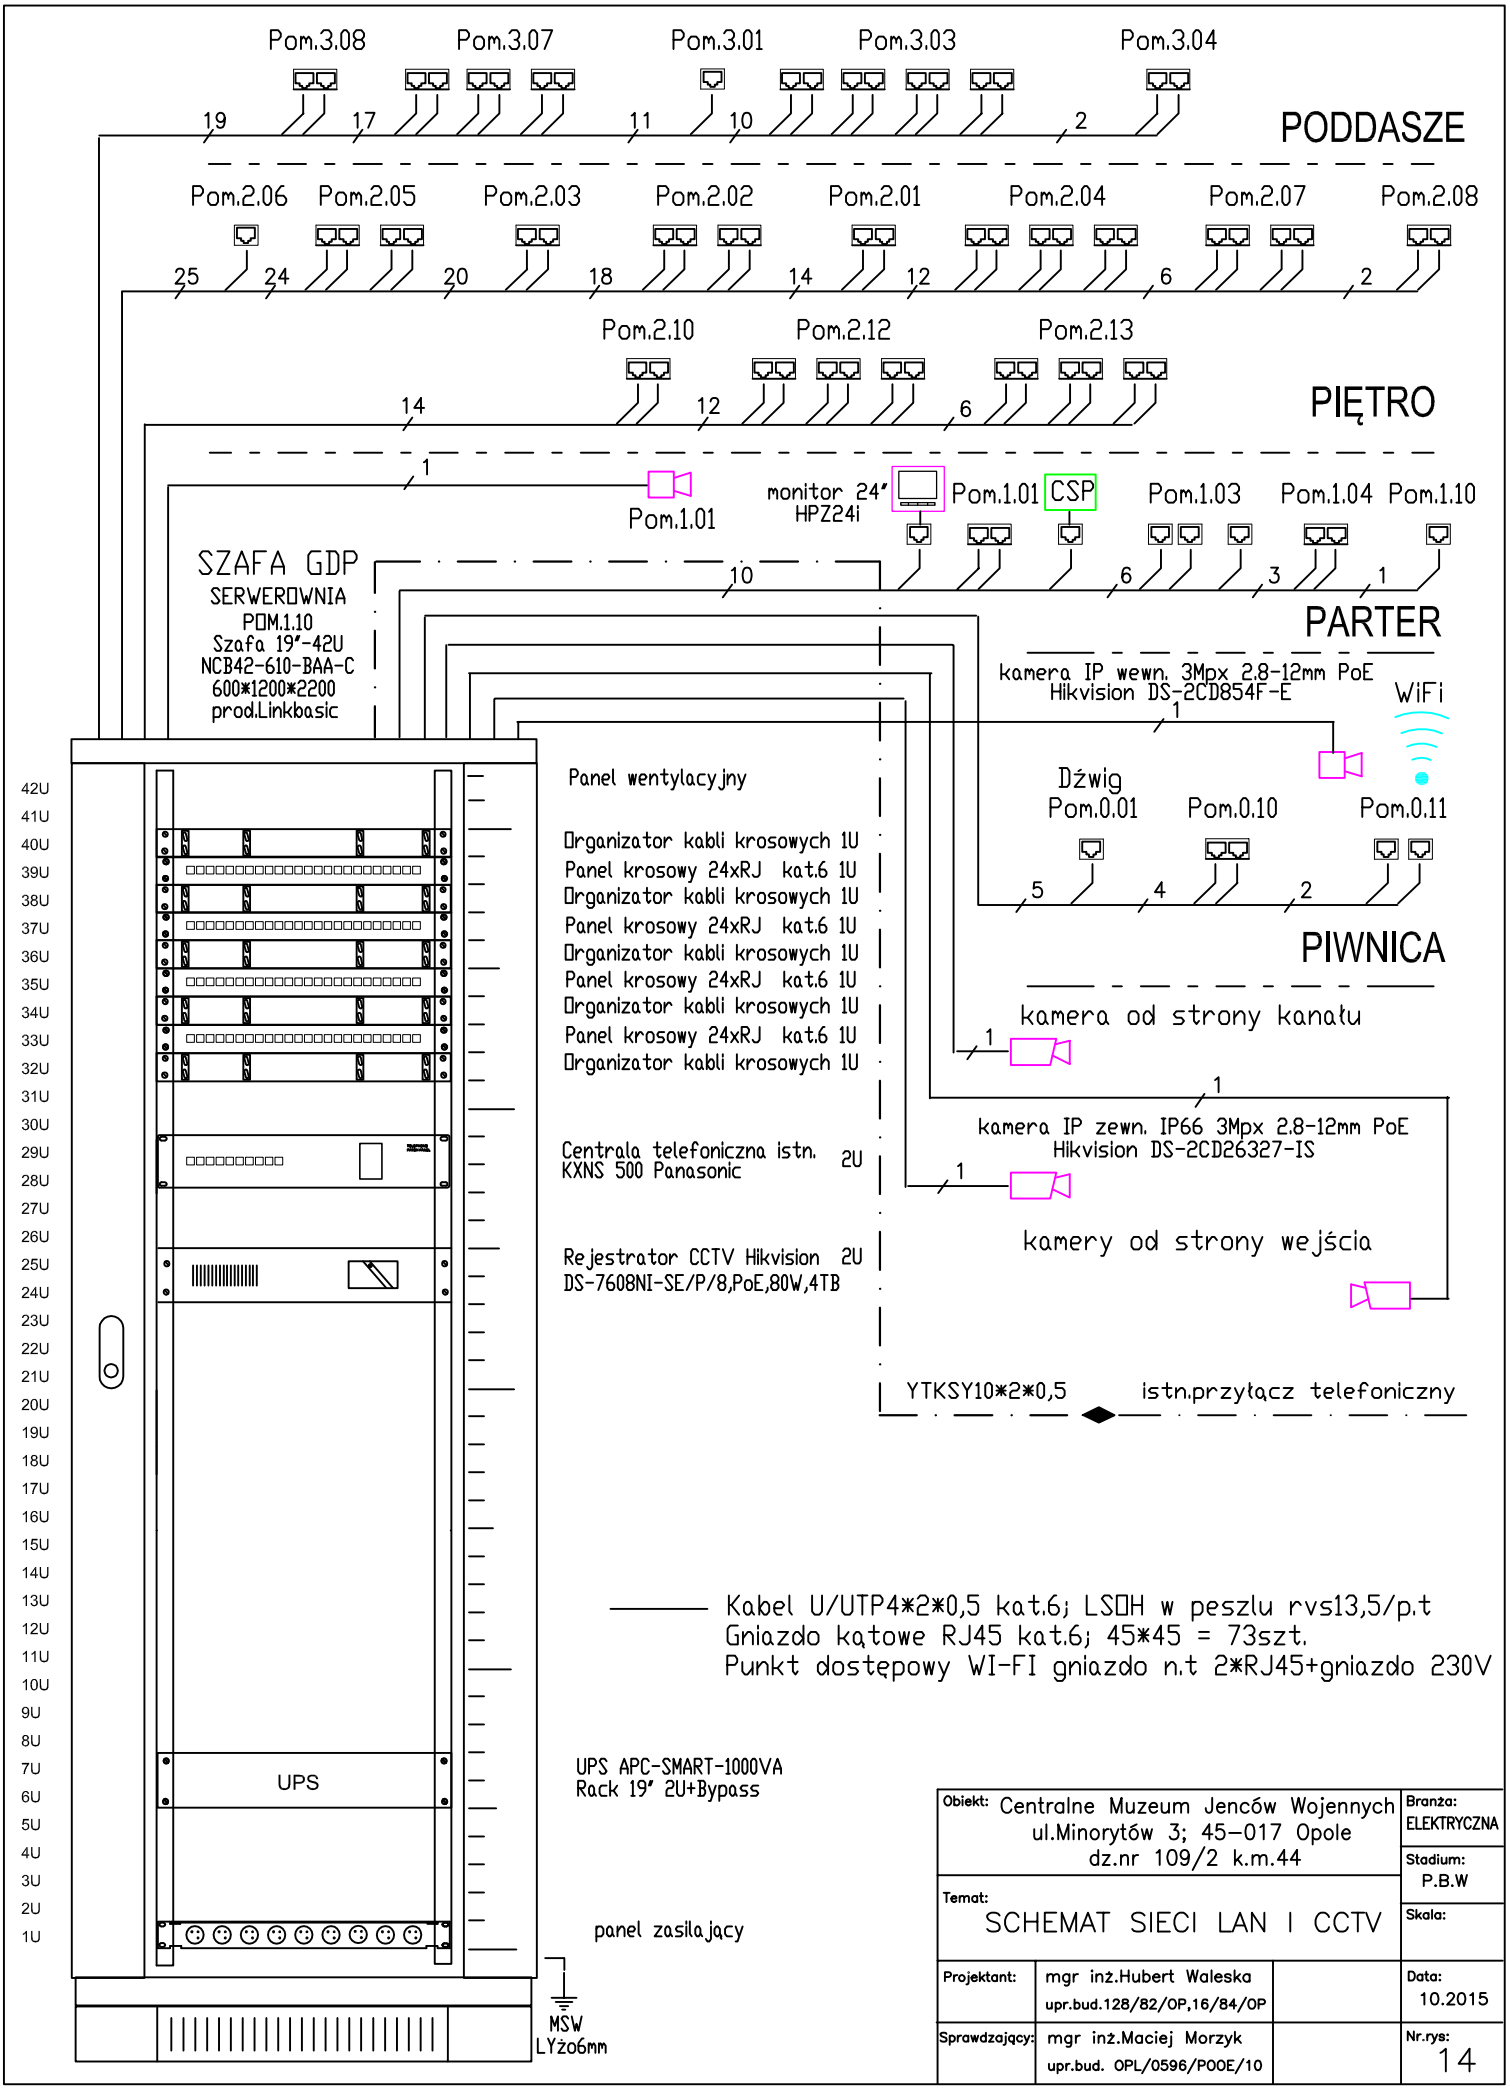 Pom.3.08 Pom.3.07 Pom.3.01 Pom.3.03 Pom.3.04
19 17 11 10 2
PODDASZE
Pom.2.06 Pom.2.05 Pom.2.03 Pom.2.02 Pom.2.01 Pom.2.04 Pom.2.07 Pom.2.08
25 24 20 18 14 12 6 2
Pom.2.10 Pom.2.12 Pom.2.13
14 12 6
PIĘTRO
1
Pom.1.01
monitor 24"
HPZ24i
Pom.1.01 CSP Pom.1.03 Pom.1.04 Pom.1.10
10 6 3 1
PARTER
SZAFA GDP
SERWEROWNIA
POM.1.10
Szafa 19"-42U
NCB42-610-BAA-C
600*1200*2200
prod.Linkbasic
kamera IP wewn. 3Mpx 2.8-12mm PoE
Hikvision DS-2CD854F-E
1
WiFi
Dźwig
Pom.0.01 Pom.0.10 Pom.0.11
5 4 2
PIWNICA
kamera od strony kanału
1
1
kamera IP zewn. IP66 3Mpx 2.8-12mm PoE
Hikvision DS-2CD26327-IS
1
kamery od strony wejścia
YTKSY10*2*0,5 istn.przyłącz telefoniczny
42U
41U
40U
39U
38U
37U
36U
35U
34U
33U
32U
31U
30U
29U
28U
27U
26U
25U
24U
23U
22U
21U
20U
19U
18U
17U
16U
15U
14U
13U
12U
11U
10U
9U
8U
7U
6U
5U
4U
3U
2U
1U
UPS
Panel wentylacyjny
Organizator kabli krosowych 1U
Panel krosowy 24xRJ kat.6 1U
Organizator kabli krosowych 1U
Panel krosowy 24xRJ kat.6 1U
Organizator kabli krosowych 1U
Panel krosowy 24xRJ kat.6 1U
Organizator kabli krosowych 1U
Panel krosowy 24xRJ kat.6 1U
Organizator kabli krosowych 1U
Centrala telefoniczna istn. 2U
KXNS 500 Panasonic
Rejestrator CCTV Hikvision 2U
DS-7608NI-SE/P/8,PoE,80W,4TB
UPS APC-SMART-1000VA
Rack 19" 2U+Bypass
panel zasilający
MSW
LYżo6mm
Kabel U/UTP4*2*0,5 kat.6; LSOH w peszlu rvs13,5/p.t
Gniazdo kątowe RJ45 kat.6; 45*45 = 73szt.
Punkt dostępowy WI-FI gniazdo n.t 2*RJ45+gniazdo 230V
Obiekt: Centralne Muzeum Jenców Wojennych
ul.Minorytów 3; 45-017 Opole
dz.nr 109/2 k.m.44
Branża:
ELEKTRYCZNA
Stadium:
P.B.W
Temat:
SCHEMAT SIECI LAN I CCTV
Skala:
Projektant: mgr inż.Hubert Waleska
upr.bud.128/82/OP,16/84/OP
Data:
10.2015
Sprawdzający: mgr inż.Maciej Morzyk
upr.bud. OPL/0596/POOE/10
Nr.rys:
14